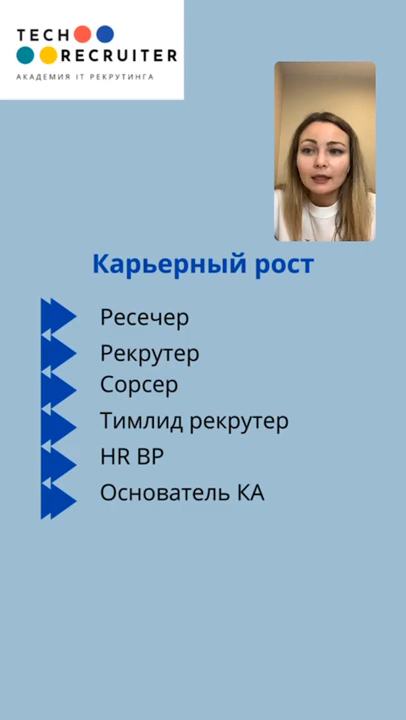 TECH
RECRUITER
АКАДЕМИЯ IT РЕКРУТИНГА
Карьерный рост
Ресечер
Рекрутер
Сорсер
Тимлид рекрутер
HR BP
Основатель КА